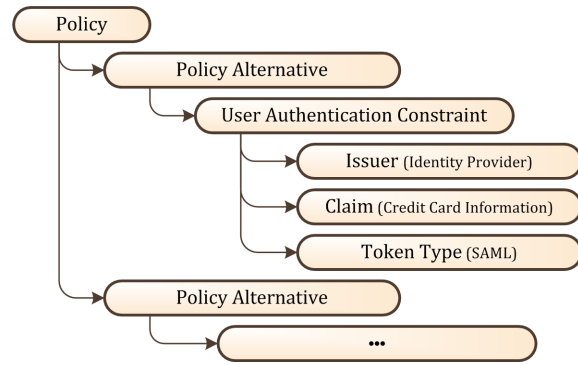 Policy
Policy Alternative
User Authentication Constraint
Issuer (Identity Provider)
Claim (Credit Card Information)
Token Type (SAML)
Policy Alternative
•••